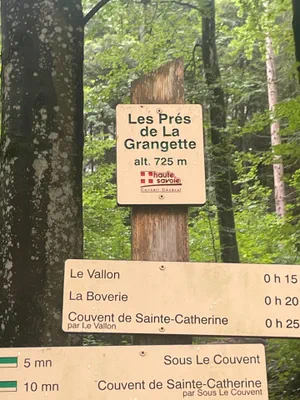 Les Prés
de La
Grangette
alt. 725 m
haute
savoie
Conseil Général
Le Vallon 0 h 15
La Boverie 0 h 20
Couvent de Sainte-Catherine 0 h 25
par Le Vallon
5 mn Sous Le Couvent
10 mn Couvent de Sainte-Catherine
par Sous Le Couvent